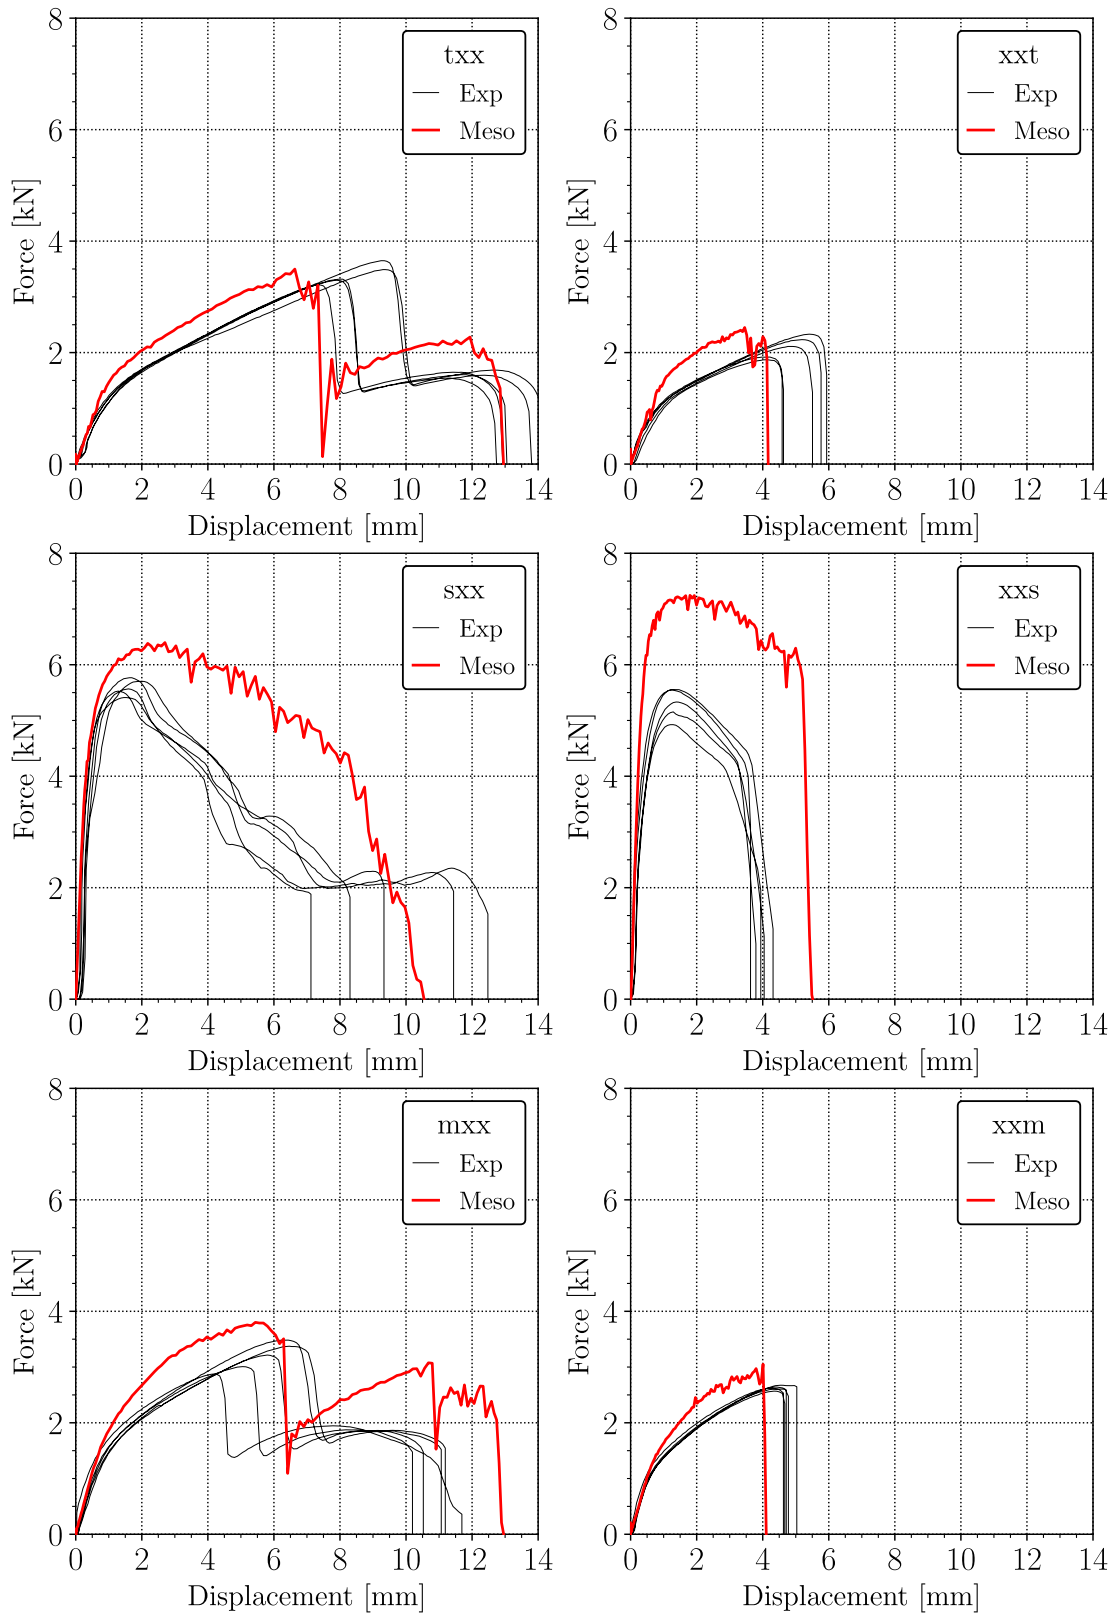 8
6
4
2
0
Force [kN]
txx
Exp
Meso
0 2 4 6 8 10 12 14
Displacement [mm]
8
6
4
2
0
Force [kN]
xxt
Exp
Meso
0 2 4 6 8 10 12 14
Displacement [mm]
8
6
4
2
0
Force [kN]
sxx
Exp
Meso
0 2 4 6 8 10 12 14
Displacement [mm]
8
6
4
2
0
Force [kN]
xxs
Exp
Meso
0 2 4 6 8 10 12 14
Displacement [mm]
8
6
4
2
0
Force [kN]
mxx
Exp
Meso
0 2 4 6 8 10 12 14
Displacement [mm]
8
6
4
2
0
Force [kN]
xxm
Exp
Meso
0 2 4 6 8 10 12 14
Displacement [mm]